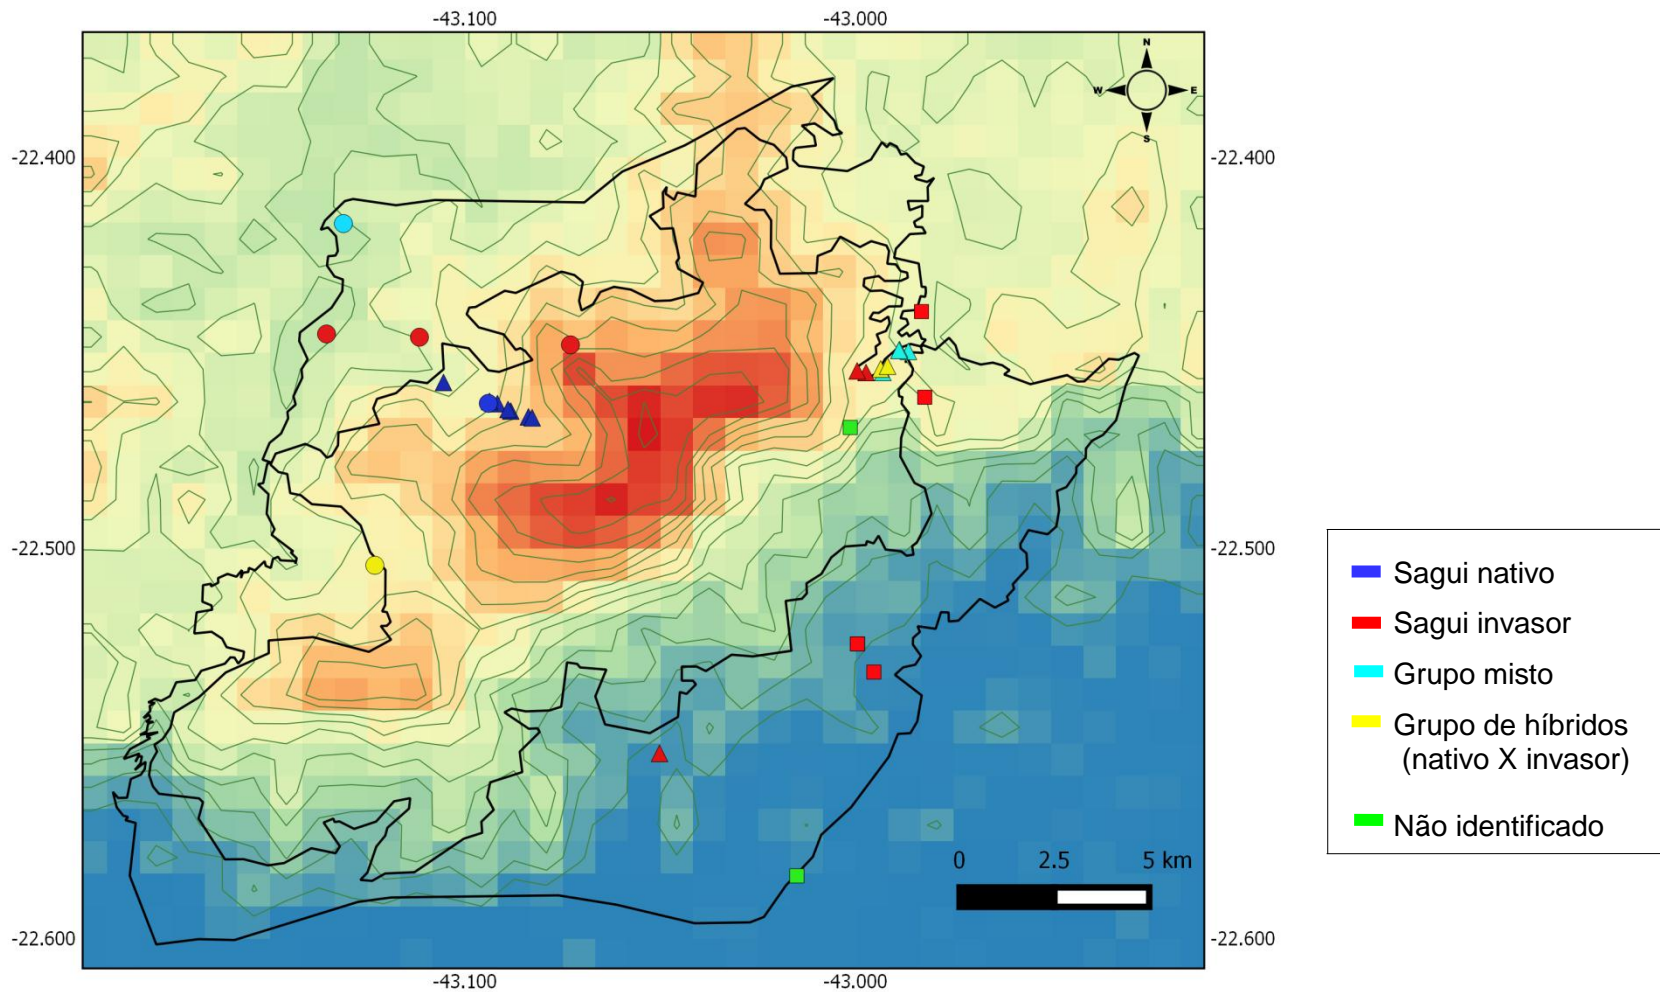 -43.100 -43.000
N
W E
S
-22.400 -22.400
-22.500 -22.500
Sagui nativo
Sagui invasor
Grupo misto
Grupo de híbridos
(nativo X invasor)
Não identificado
0 2.5 5 km
-22.600 -22.600
-43.100 -43.000